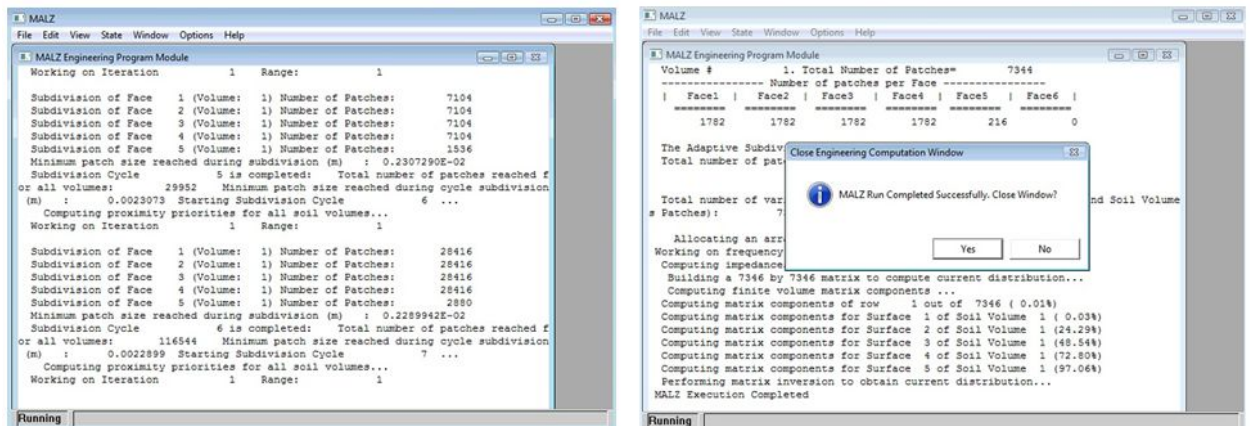 MALZ
File Edit View State Window Options Help
MALZ Engineering Program Module
Working on Iteration 1 Range: 1
Subdivision of Face 1 (Volume: 1) Number of Patches: 7104
Subdivision of Face 2 (Volume: 1) Number of Patches: 7104
Subdivision of Face 3 (Volume: 1) Number of Patches: 7104
Subdivision of Face 4 (Volume: 1) Number of Patches: 7104
Subdivision of Face 5 (Volume: 1) Number of Patches: 1536
Minimum patch size reached during subdivision (m) : 0.2307290E-02
Subdivision Cycle 5 is completed: Total number of patches reached f
or all volumes: 29952 Minimum patch size reached during cycle subdivision
(m) : 0.0023073 Starting Subdivision Cycle 6 ...
Computing proximity priorities for all soil volumes...
Working on Iteration 1 Range: 1
Subdivision of Face 1 (Volume: 1) Number of Patches: 28416
Subdivision of Face 2 (Volume: 1) Number of Patches: 28416
Subdivision of Face 3 (Volume: 1) Number of Patches: 28416
Subdivision of Face 4 (Volume: 1) Number of Patches: 28416
Subdivision of Face 5 (Volume: 1) Number of Patches: 2880
Minimum patch size reached during subdivision (m) : 0.2289942E-02
Subdivision Cycle 6 is completed: Total number of patches reached f
or all volumes: 116544 Minimum patch size reached during cycle subdivision
(m) : 0.0022899 Starting Subdivision Cycle 7 ...
Computing proximity priorities for all soil volumes...
Working on Iteration 1 Range: 1
Running
MALZ
File Edit View State Window Options Help
MALZ Engineering Program Module
Volume # 1. Total Number of Patches= 7344
---------------- Number of patches per Face ----------------
| Face1 | Face2 | Face3 | Face4 | Face5 | Face6 |
======== ======== ======== ======== ======== ========
1782 1782 1782 1782 216 0
The Adaptive Subdiv
Total number of pat
Close Engineering Computation Window
MALZ Run Completed Successfully. Close Window?
Yes No
Total number of var nd Soil Volume
s Patches): 7
Allocating an arr
Working on frequency
Computing impedance
Building a 7346 by 7346 matrix to compute current distribution...
Computing finite volume matrix components ...
Computing matrix components of row 1 out of 7346 ( 0.01%)
Computing matrix components for Surface 1 of Soil Volume 1 ( 0.03%)
Computing matrix components for Surface 2 of Soil Volume 1 (24.29%)
Computing matrix components for Surface 3 of Soil Volume 1 (48.54%)
Computing matrix components for Surface 4 of Soil Volume 1 (72.80%)
Computing matrix components for Surface 5 of Soil Volume 1 (97.06%)
Performing matrix inversion to obtain current distribution...
MALZ Execution Completed
Running